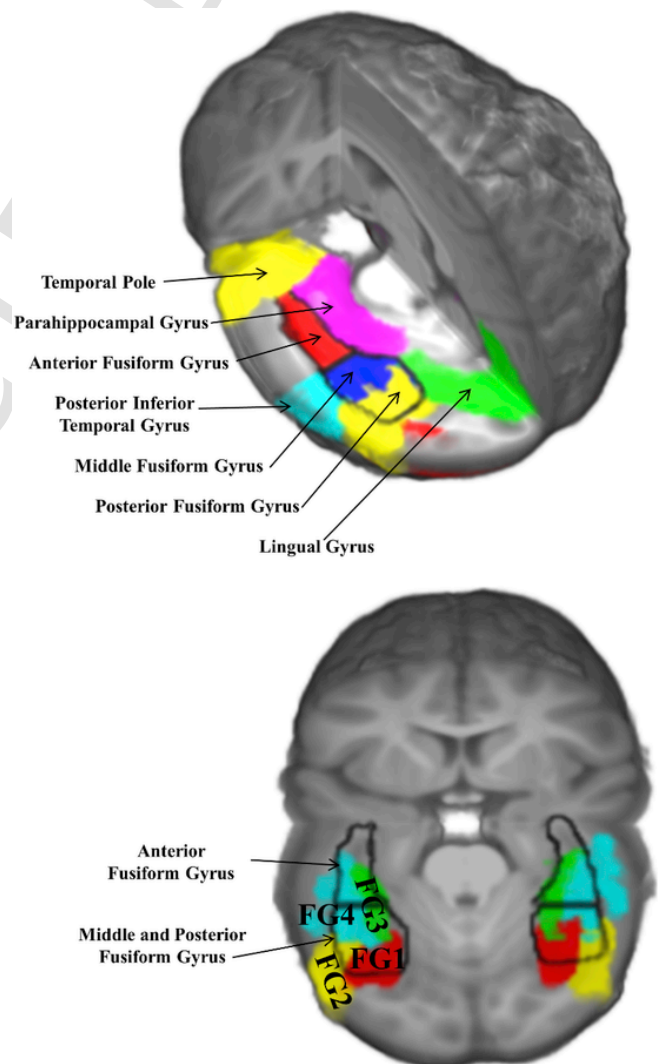 Temporal Pole
Parahippocampal Gyrus
Anterior Fusiform Gyrus
Posterior Inferior
Temporal Gyrus
Middle Fusiform Gyrus
Posterior Fusiform Gyrus
Lingual Gyrus
Anterior
Fusiform Gyrus
FG3
FG4
Middle and Posterior
Fusiform Gyrus
FG1
FG2